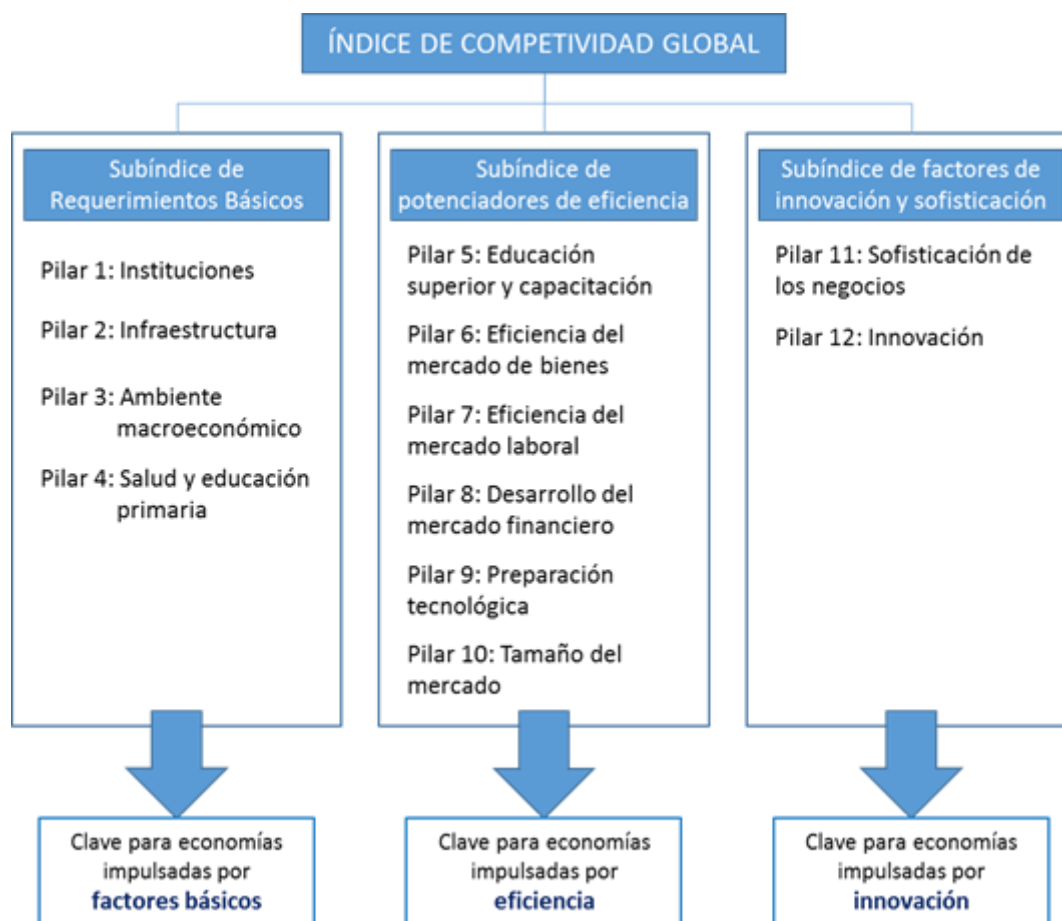 ÍNDICE DE COMPETIVIDAD GLOBAL
Subíndice de
Requerimientos Básicos
Pilar 1: Instituciones
Pilar 2: Infraestructura
Pilar 3: Ambiente
macroeconómico
Pilar 4: Salud y educación
primaria
Clave para economías
impulsadas por
factores básicos
Subíndice de
potenciadores de eficiencia
Pilar 5: Educación
superior y capacitación
Pilar 6: Eficiencia del
mercado de bienes
Pilar 7: Eficiencia del
mercado laboral
Pilar 8: Desarrollo del
mercado financiero
Pilar 9: Preparación
tecnológica
Pilar 10: Tamaño del
mercado
Clave para economías
impulsadas por
eficiencia
Subíndice de factores de
innovación y sofisticación
Pilar 11: Sofisticación de
los negocios
Pilar 12: Innovación
Clave para economías
impulsadas por
innovación